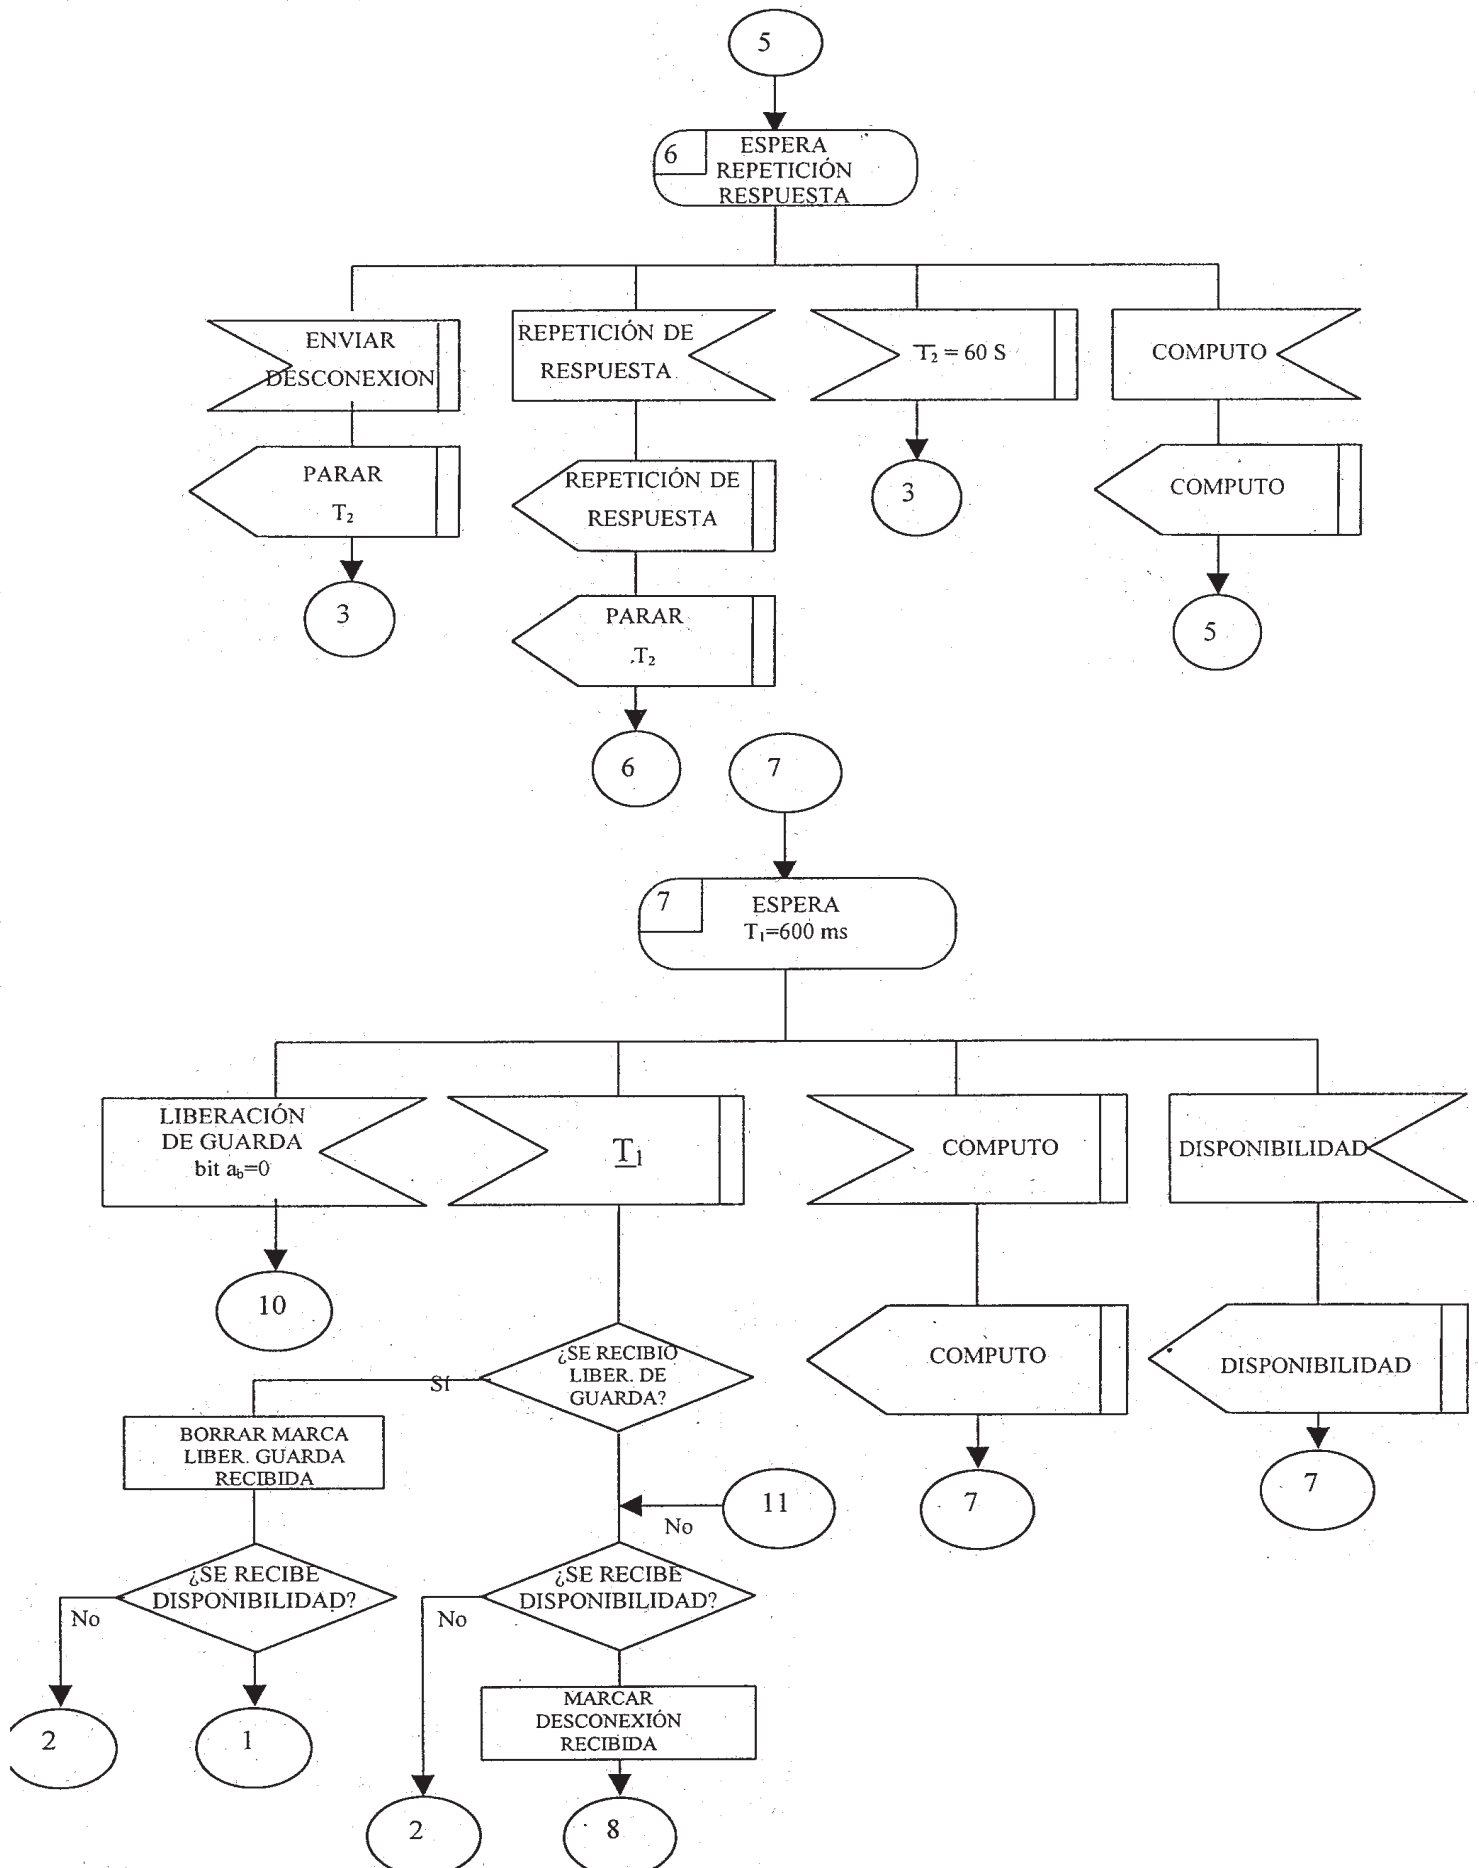 5
6
ESPERA
REPETICIÓN
RESPUESTA
ENVIAR
DESCONEXION
REPETICIÓN DE
RESPUESTA
T₂ = 60 S
COMPUTO
PARAR
T₂
REPETICIÓN DE
RESPUESTA
3
COMPUTO
3
PARAR
T₂
5
6
7
7
ESPERA
T₁=600 ms
LIBERACIÓN
DE GUARDA
bit a_b=0
T₁
COMPUTO
DISPONIBILIDAD
10
¿SE RECIBIO
LIBER. DE
GUARDA?
COMPUTO
DISPONIBILIDAD
Sí
BORRAR MARCA
LIBER. GUARDA
RECIBIDA
11
No
7
7
¿SE RECIBE
DISPONIBILIDAD?
No
¿SE RECIBE
DISPONIBILIDAD?
No
2
1
MARCAR
DESCONEXIÓN
RECIBIDA
2
8